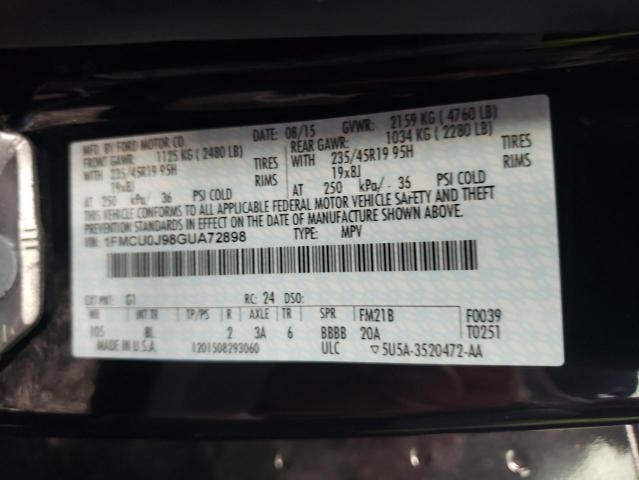 MFD. BY FORD MOTOR CO. DATE: 08/15 GVWR: 2159 KG ( 4760 LB)
FRONT GAWR: 1125 KG ( 2480 LB) REAR GAWR: 1034 KG ( 2280 LB)
WITH 235/45R19 95H TIRES WITH 235/45R19 95H TIRES
19x8J RIMS 19x8J RIMS
AT 250 kPa/ 36 PSI COLD AT 250 kPa/ 36 PSI COLD
THIS VEHICLE CONFORMS TO ALL APPLICABLE FEDERAL MOTOR VEHICLE SAFETY AND THEFT
PREVENTION STANDARDS IN EFFECT ON THE DATE OF MANUFACTURE SHOWN ABOVE.
VIN: 1FMCU0J98GUA72898 TYPE: MPV
EXT PNT: G1 RC: 24 DSO:
WB INT TR TP/PS R AXLE TR SPR FM21B F0039
105 BL 2 3A 6 BBBB 20A T0251
MADE IN U.S.A. 1201508293060 ULC 5U5A-3520472-AA